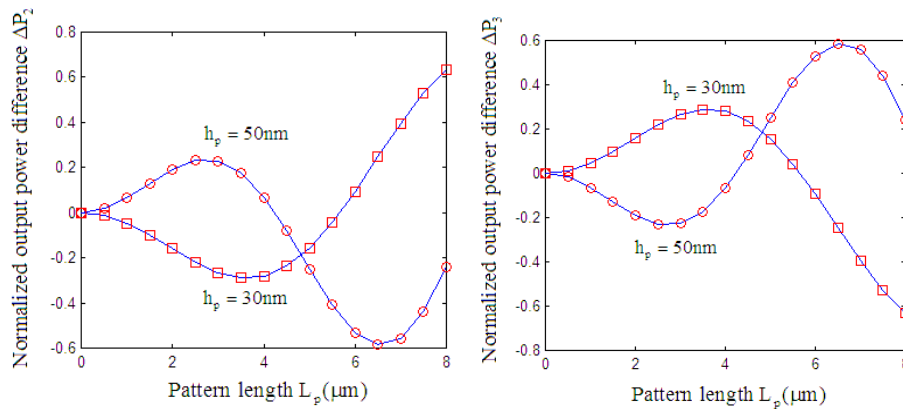 Normalized output power difference ΔP₂
0.8
0.6
0.4
0.2
0
-0.2
-0.4
-0.6
hₚ = 50nm
hₚ = 30nm
0 2 4 6 8
Pattern length Lₚ(μm)
Normalized output power difference ΔP₃
0.6
0.4
0.2
0
-0.2
-0.4
-0.6
-0.8
hₚ = 30nm
hₚ = 50nm
0 2 4 6 8
Pattern length Lₚ(μm)